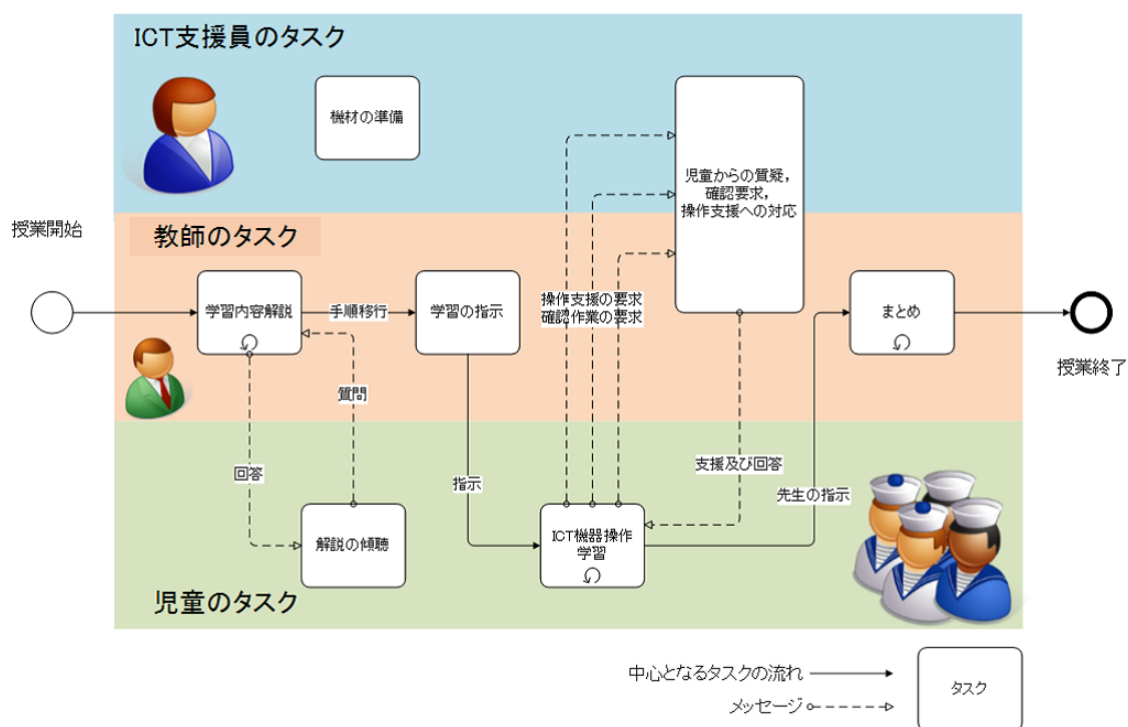 ICT支援員のタスク
機材の準備
児童からの質疑，
確認要求，
操作支援への対応
授業開始
教師のタスク
学習内容解説
手順移行
学習の指示
操作支援の要求
確認作業の要求
まとめ
授業終了
質問
回答
指示
支援及び回答
先生の指示
解説の傾聴
ICT機器操作
学習
児童のタスク
中心となるタスクの流れ
メッセージ
タスク